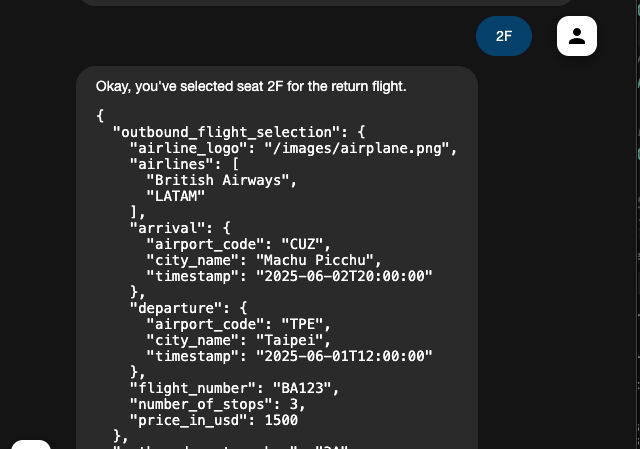 2F
Okay, you've selected seat 2F for the return flight.
{
  "outbound_flight_selection": {
    "airline_logo": "/images/airplane.png",
    "airlines": [
      "British Airways",
      "LATAM"
    ],
    "arrival": {
      "airport_code": "CUZ",
      "city_name": "Machu Picchu",
      "timestamp": "2025-06-02T20:00:00"
    },
    "departure": {
      "airport_code": "TPE",
      "city_name": "Taipei",
      "timestamp": "2025-06-01T12:00:00"
    },
    "flight_number": "BA123",
    "number_of_stops": 3,
    "price_in_usd": 1500
  },